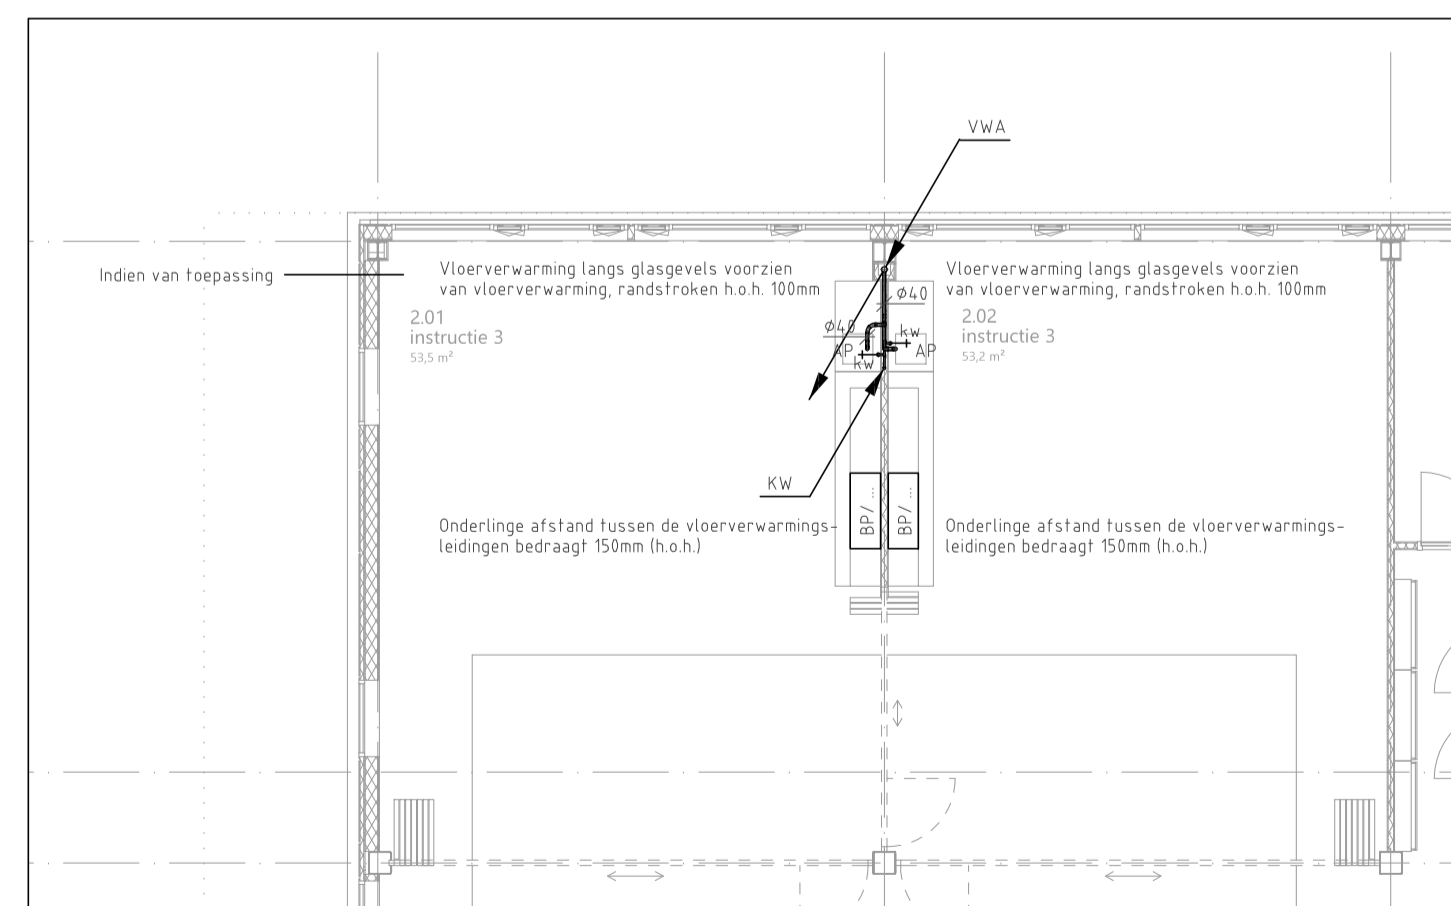 VWA
Indien van toepassing
Vloerverwarming langs glasgevels voorzien
van vloerverwarming, randstroken h.o.h. 100mm
2.01
instructie 3
53,5 m²
ø40
ø40
kw
AP
AP
kw
Vloerverwarming langs glasgevels voorzien
van vloerverwarming, randstroken h.o.h. 100mm
2.02
instructie 3
53,2 m²
KW
BP/ ...
BP/ ...
Onderlinge afstand tussen de vloerverwarmings-
leidingen bedraagt 150mm (h.o.h.)
Onderlinge afstand tussen de vloerverwarmings-
leidingen bedraagt 150mm (h.o.h.)